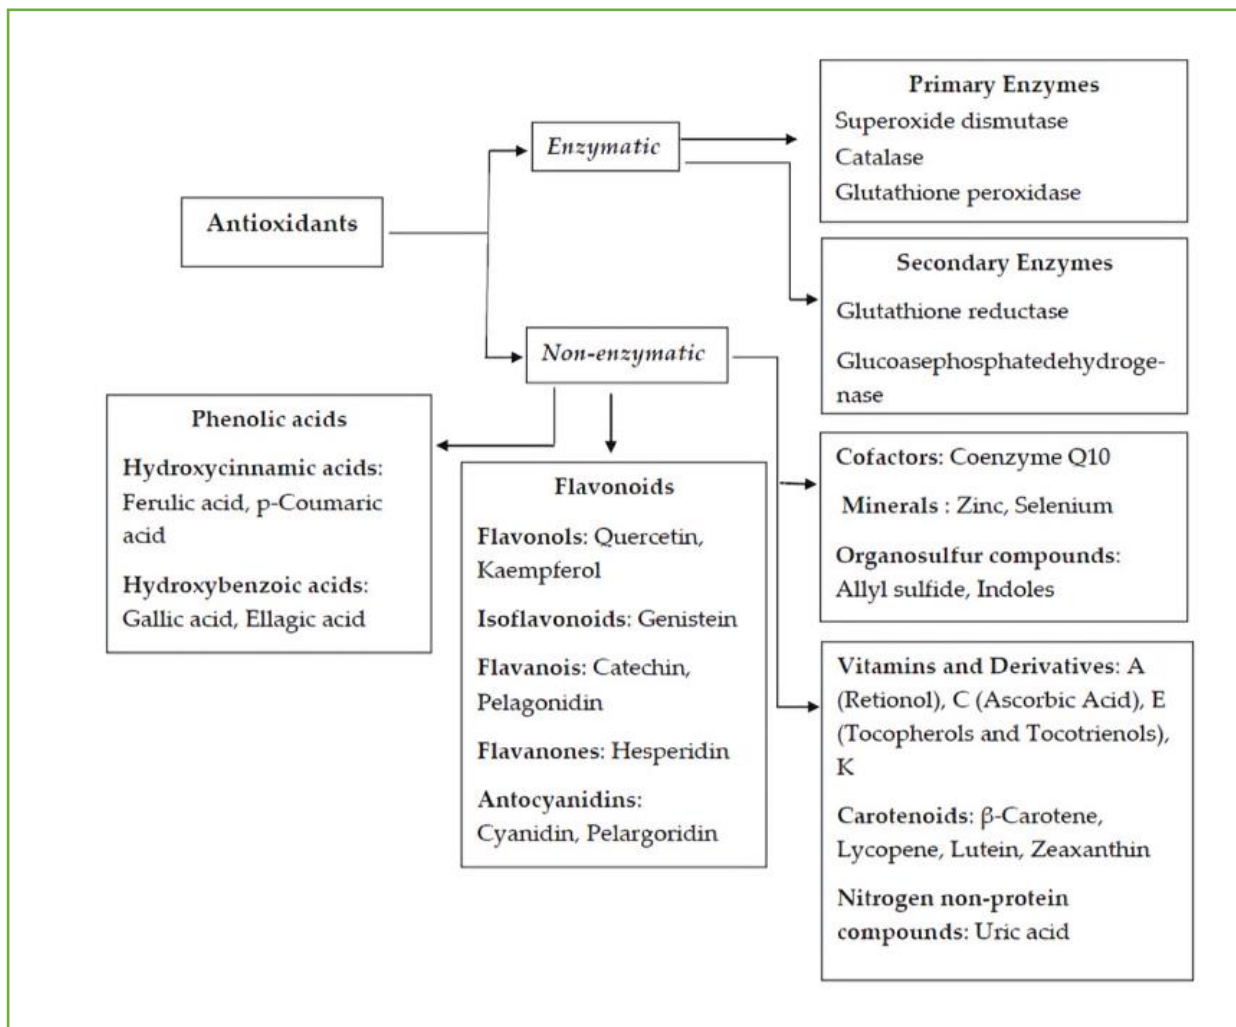 Primary Enzymes
Superoxide dismutase
Catalase
Glutathione peroxidase
Enzymatic
Antioxidants
Secondary Enzymes
Glutathione reductase
Glucoasephosphatedehydroge-
nase
Non-enzymatic
Phenolic acids
Hydroxycinnamic acids:
Ferulic acid, p-Coumaric
acid
Hydroxybenzoic acids:
Gallic acid, Ellagic acid
Flavonoids
Flavonols: Quercetin,
Kaempferol
Isoflavonoids: Genistein
Flavanois: Catechin,
Pelagonidin
Flavanones: Hesperidin
Antocyanidins:
Cyanidin, Pelargoridin
Cofactors: Coenzyme Q10
Minerals : Zinc, Selenium
Organosulfur compounds:
Allyl sulfide, Indoles
Vitamins and Derivatives: A
(Retionol), C (Ascorbic Acid), E
(Tocopherols and Tocotrienols),
K
Carotenoids: β-Carotene,
Lycopene, Lutein, Zeaxanthin
Nitrogen non-protein
compounds: Uric acid